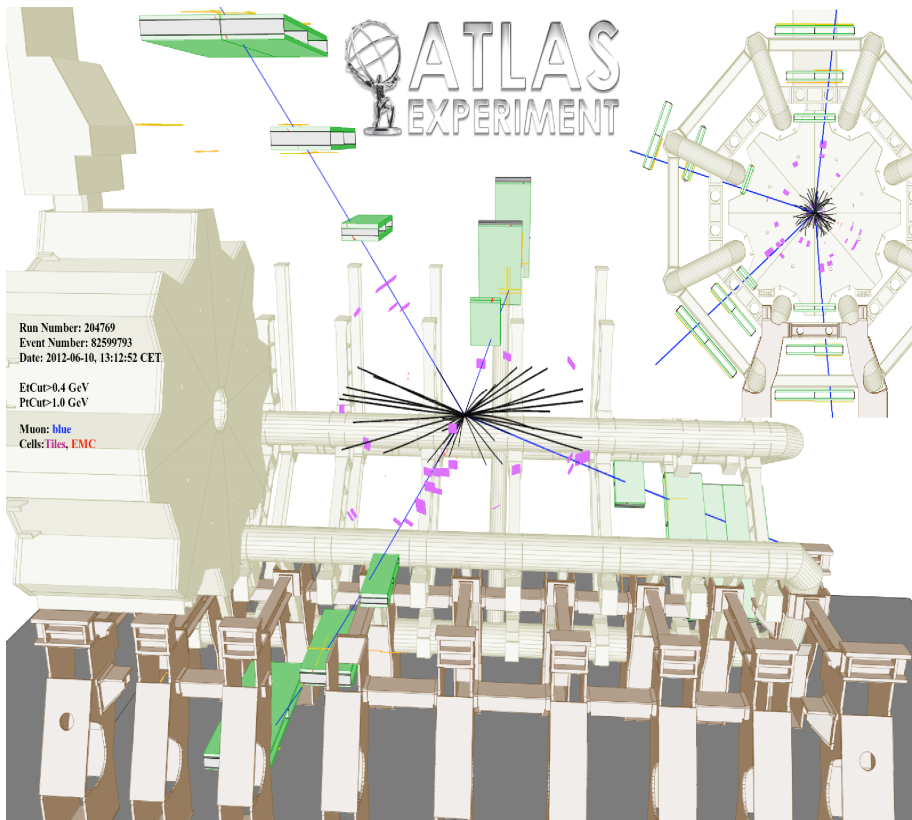 ATLAS
EXPERIMENT
Run Number: 204769
Event Number: 82599793
Date: 2012-06-10, 13:12:52 CET
EtCut>0.4 GeV
PtCut>1.0 GeV
Muon: blue
Cells:Tiles, EMC